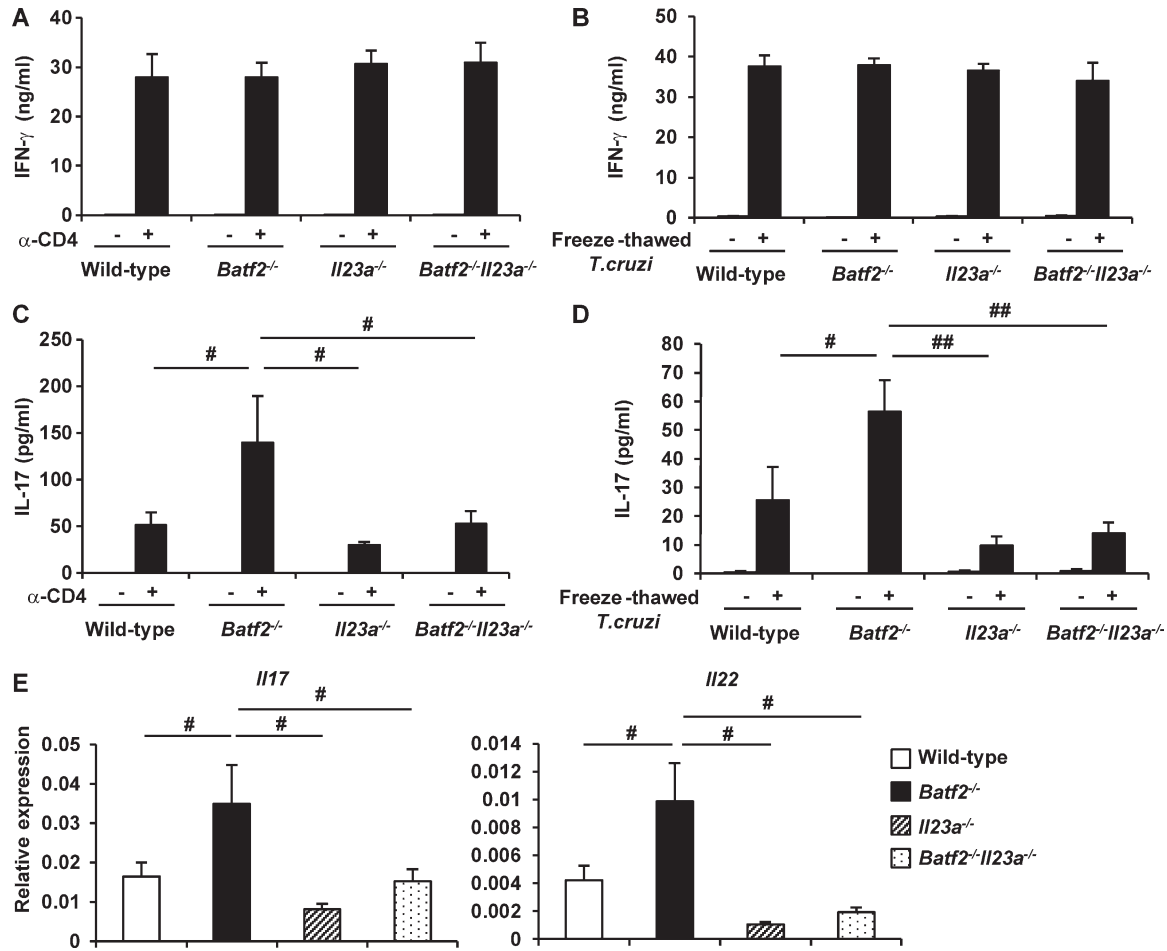 A
IFN-γ (ng/ml)
40
30
30
10
0
α-CD4
- + - + - + - +
Wild-type Batf2-/- Il23a-/- Batf2-/-Il23a-/-
B
IFN-γ (ng/ml)
50
40
30
20
10
0
Freeze-thawed
T.cruzi
- + - + - + - +
Wild-type Batf2-/- Il23a-/- Batf2-/-Il23a-/-
C
IL-17 (pg/ml)
250
200
150
100
50
0
# # #
α-CD4
- + - + - + - +
Wild-type Batf2-/- Il23a-/- Batf2-/-Il23a-/-
D
IL-17 (pg/ml)
80
70
60
50
40
30
20
10
0
# ## ##
Freeze-thawed
T.cruzi
- + - + - + - +
Wild-type Batf2-/- Il23a-/- Batf2-/-Il23a-/-
E
Il17
Relative expression
0.05
0.04
0.03
0.02
0.01
0
# # #
Il22
0.014
0.012
0.01
0.008
0.006
0.004
0.002
0
# # #
Wild-type
Batf2-/-
Il23a-/-
Batf2-/-Il23a-/-